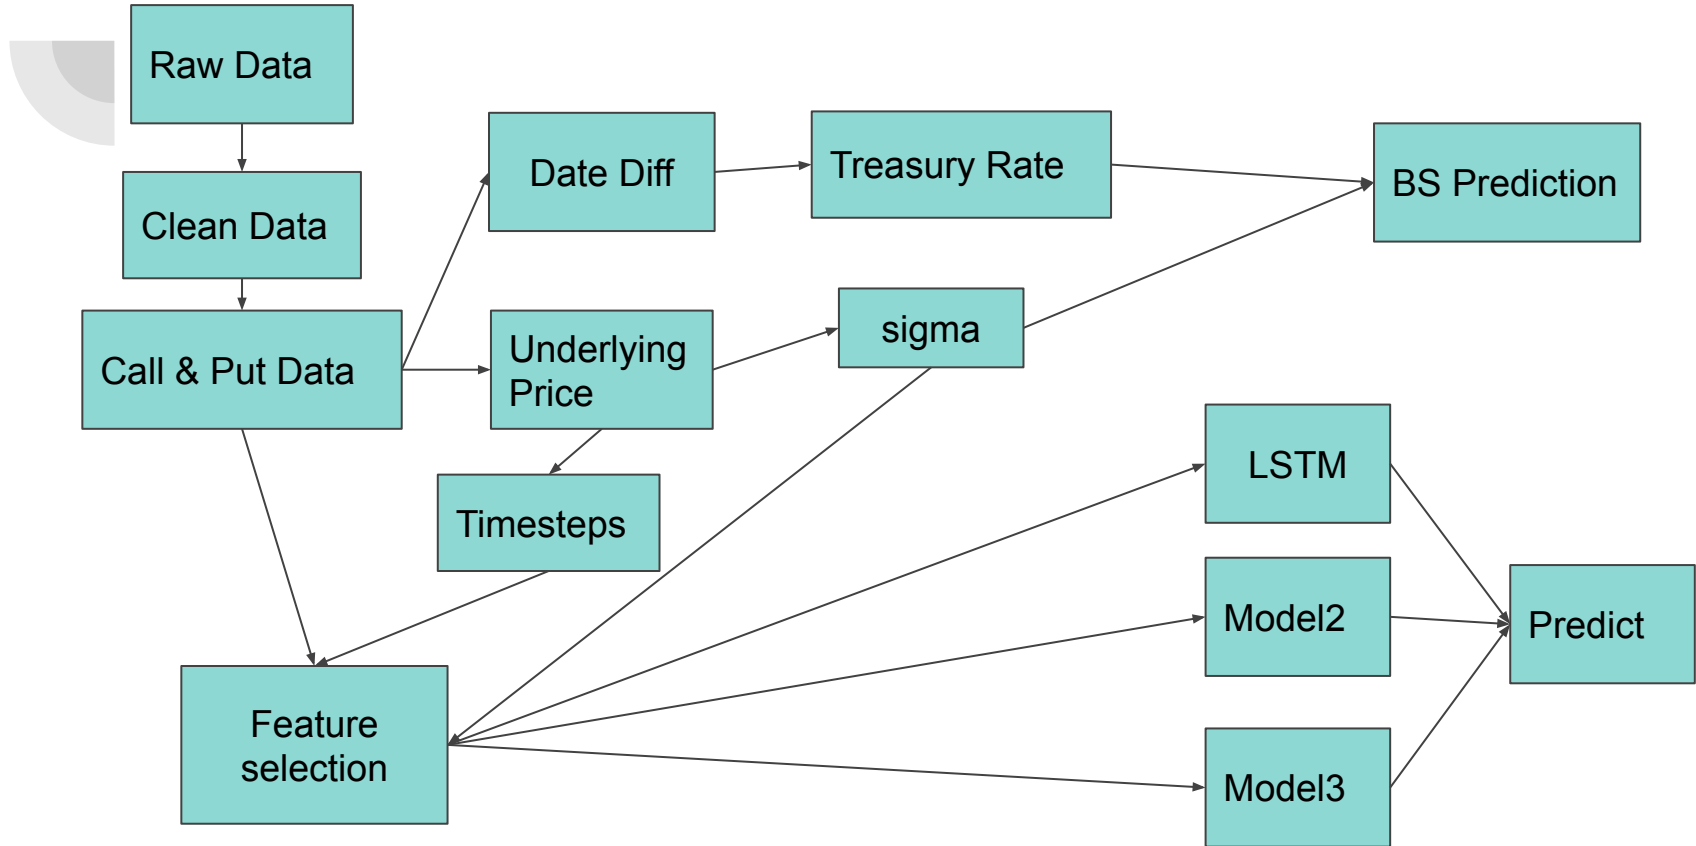 Raw Data
Clean Data
Call & Put Data
Date Diff
Treasury Rate
BS Prediction
Underlying
Price
sigma
Timesteps
Feature
selection
LSTM
Model2
Model3
Predict